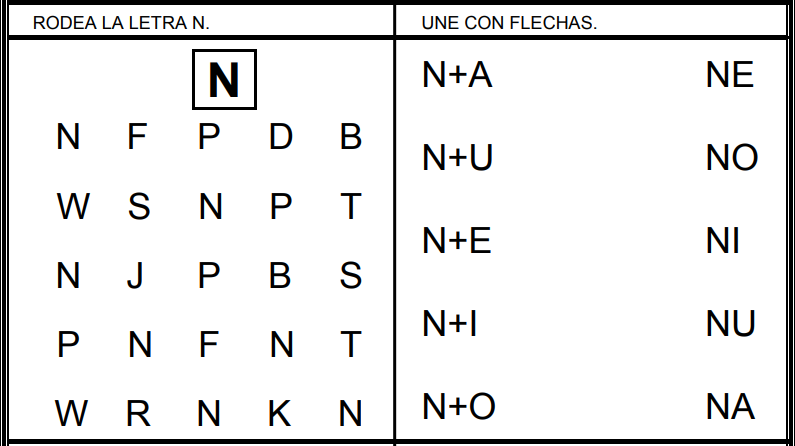 RODEA LA LETRA N.
N
N F P D B
W S N P T
N J P B S
P N F N T
W R N K N
UNE CON FLECHAS.
N+A NE
N+U NO
N+E NI
N+I NU
N+O NA